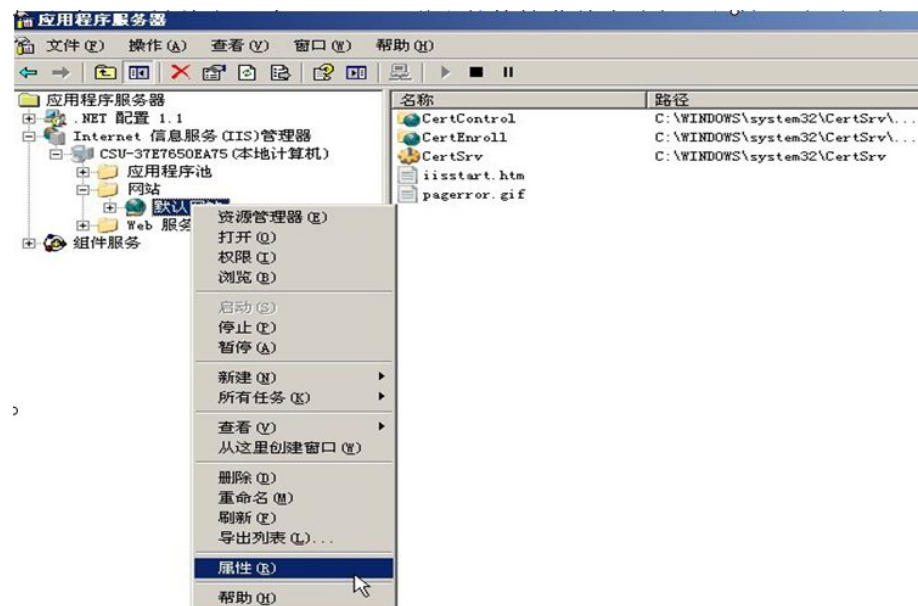 应用程序服务器
文件(F) 操作(A) 查看(V) 窗口(W) 帮助(H)
应用程序服务器
.NET 配置 1.1
Internet 信息服务(IIS)管理器
CSU-37E7650EA75(本地计算机)
应用程序池
网站
默认
Web 服务
组件服务
名称 路径
CertControl C:\WINDOWS\system32\CertSrv\...
CertEnroll C:\WINDOWS\system32\CertSrv\...
CertSrv C:\WINDOWS\system32\CertSrv
iisstart.htm
pagerror.gif
资源管理器(E)
打开(O)
权限(I)
浏览(B)
启动(S)
停止(P)
暂停(A)
新建(N)
所有任务(K)
查看(V)
从这里创建窗口(W)
删除(D)
重命名(M)
刷新(F)
导出列表(L)...
属性(R)
帮助(H)